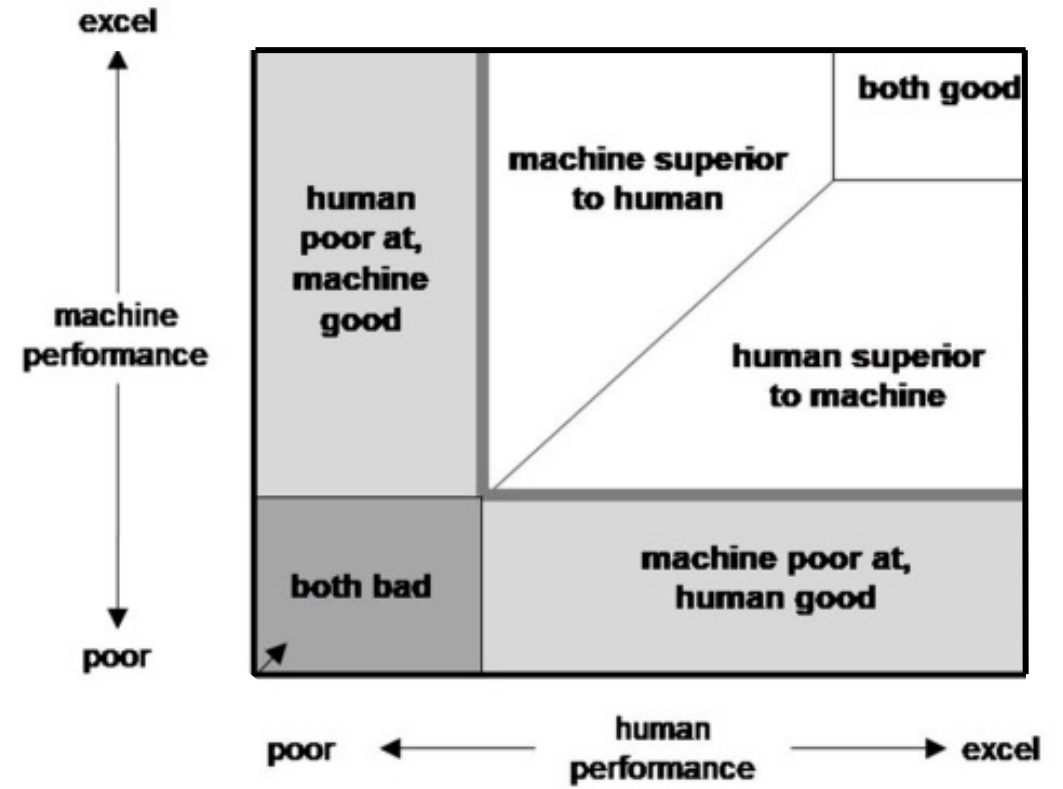 excel
both good
machine superior
to human
human
poor at,
machine
good
machine
performance
human superior
to machine
machine poor at,
human good
both bad
poor
poor
human
performance
excel